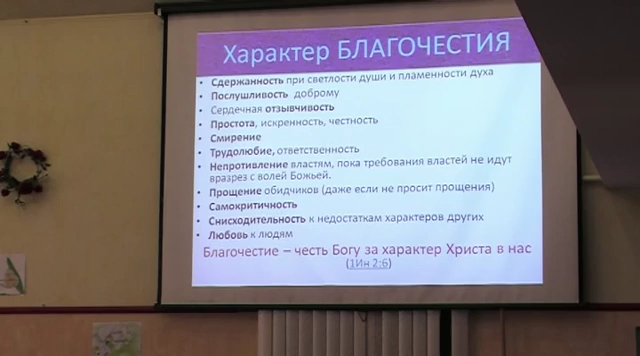 Характер БЛАГОЧЕСТИЯ
• Сдержанность при светлости души и пламенности духа
• Послушливость доброму
• Сердечная отзывчивость
• Простота, искренность, честность
• Смирение
• Трудолюбие, ответственность
• Непротивление властям, пока требования властей не идут
вразрез с волей Божьей.
• Прощение обидчиков (даже если не просит прощения)
• Самокритичность
• Снисходительность к недостаткам характеров других
• Любовь к людям
Благочестие – честь Богу за характер Христа в нас
(1Ин 2:6)